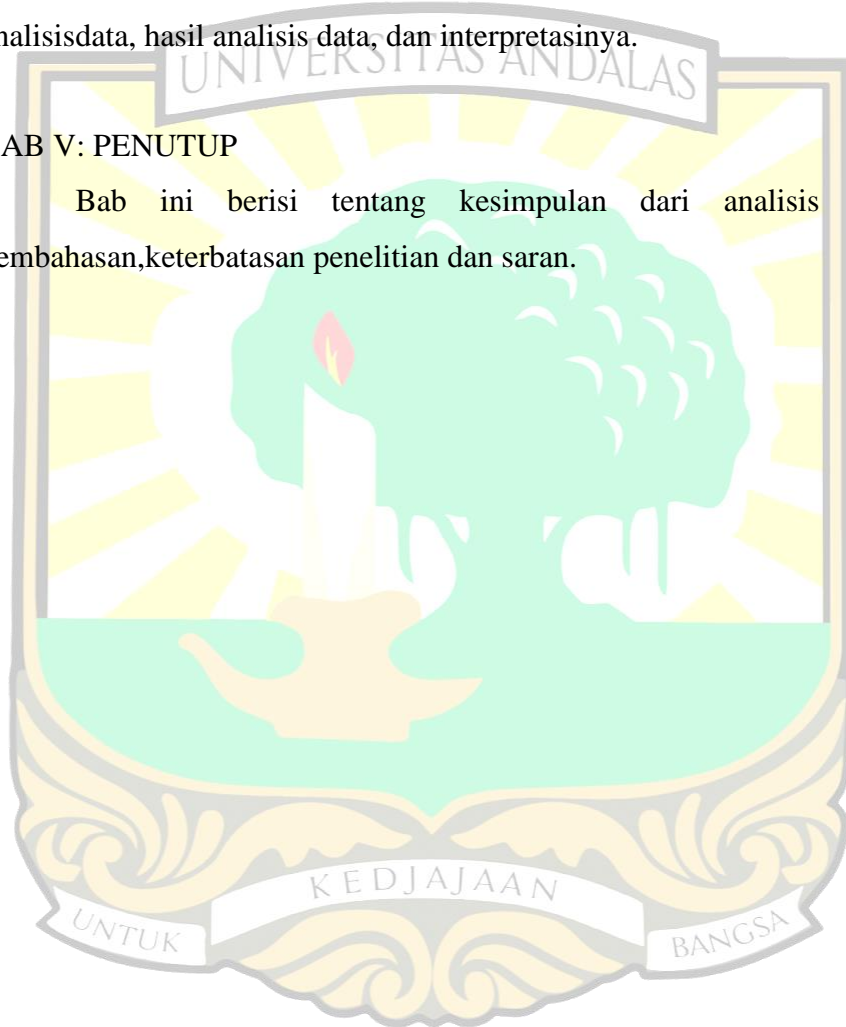 nalisisdata, hasil analisis data, dan interpretasinya.
UNIVERSITAS ANDALAS
AB V: PENUTUP
Bab ini berisi tentang kesimpulan dari analisis
embahasan,keterbatasan penelitian dan saran.
UNTUK KEDJAJAAN BANGSA